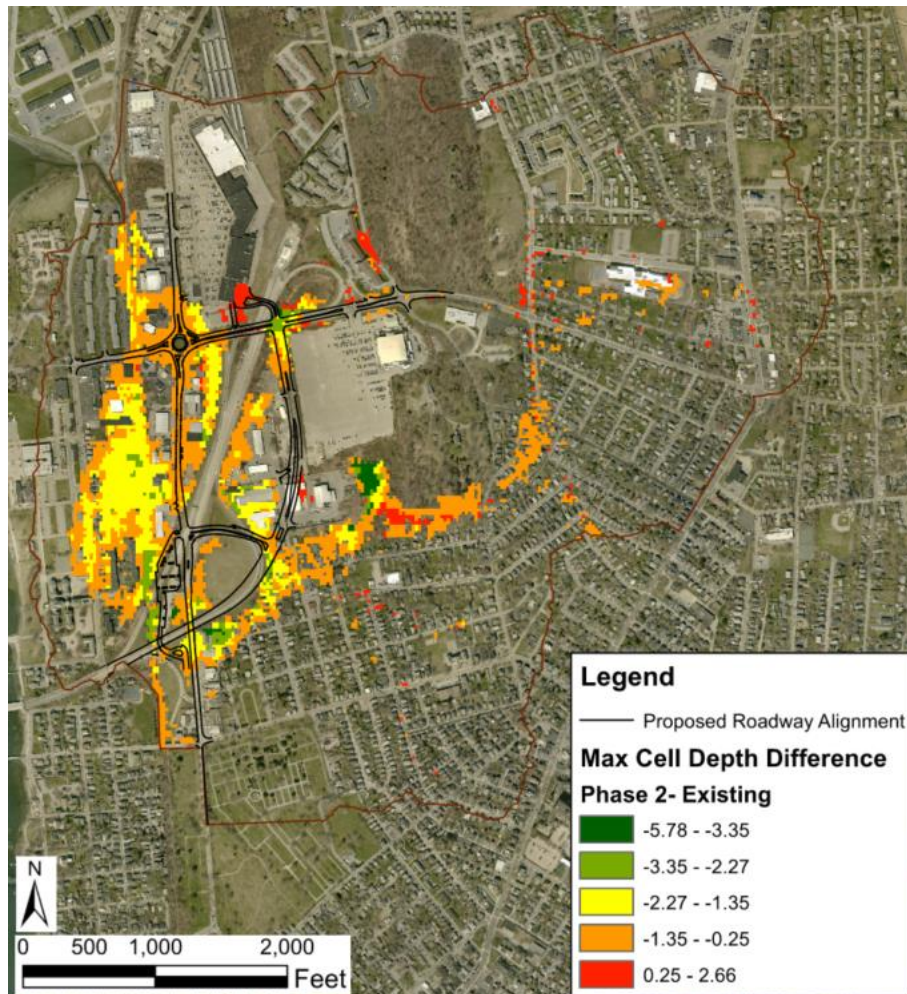 Legend
Proposed Roadway Alignment
Max Cell Depth Difference
Phase 2- Existing
-5.78 - -3.35
-3.35 - -2.27
-2.27 - -1.35
-1.35 - -0.25
0.25 - 2.66
N
0 500 1,000 2,000
Feet